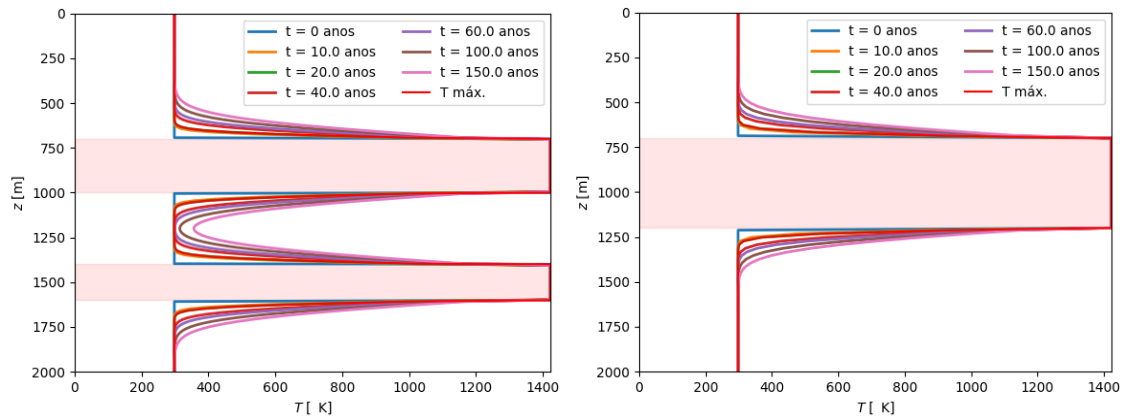 0
250
500
750
1000
1250
1500
1750
2000
z [m]
0 200 400 600 800 1000 1200 1400
T [ K]
t = 0 anos
t = 10.0 anos
t = 20.0 anos
t = 40.0 anos
t = 60.0 anos
t = 100.0 anos
t = 150.0 anos
T máx.
0
250
500
750
1000
1250
1500
1750
2000
z [m]
0 200 400 600 800 1000 1200 1400
T [ K]
t = 0 anos
t = 10.0 anos
t = 20.0 anos
t = 40.0 anos
t = 60.0 anos
t = 100.0 anos
t = 150.0 anos
T máx.